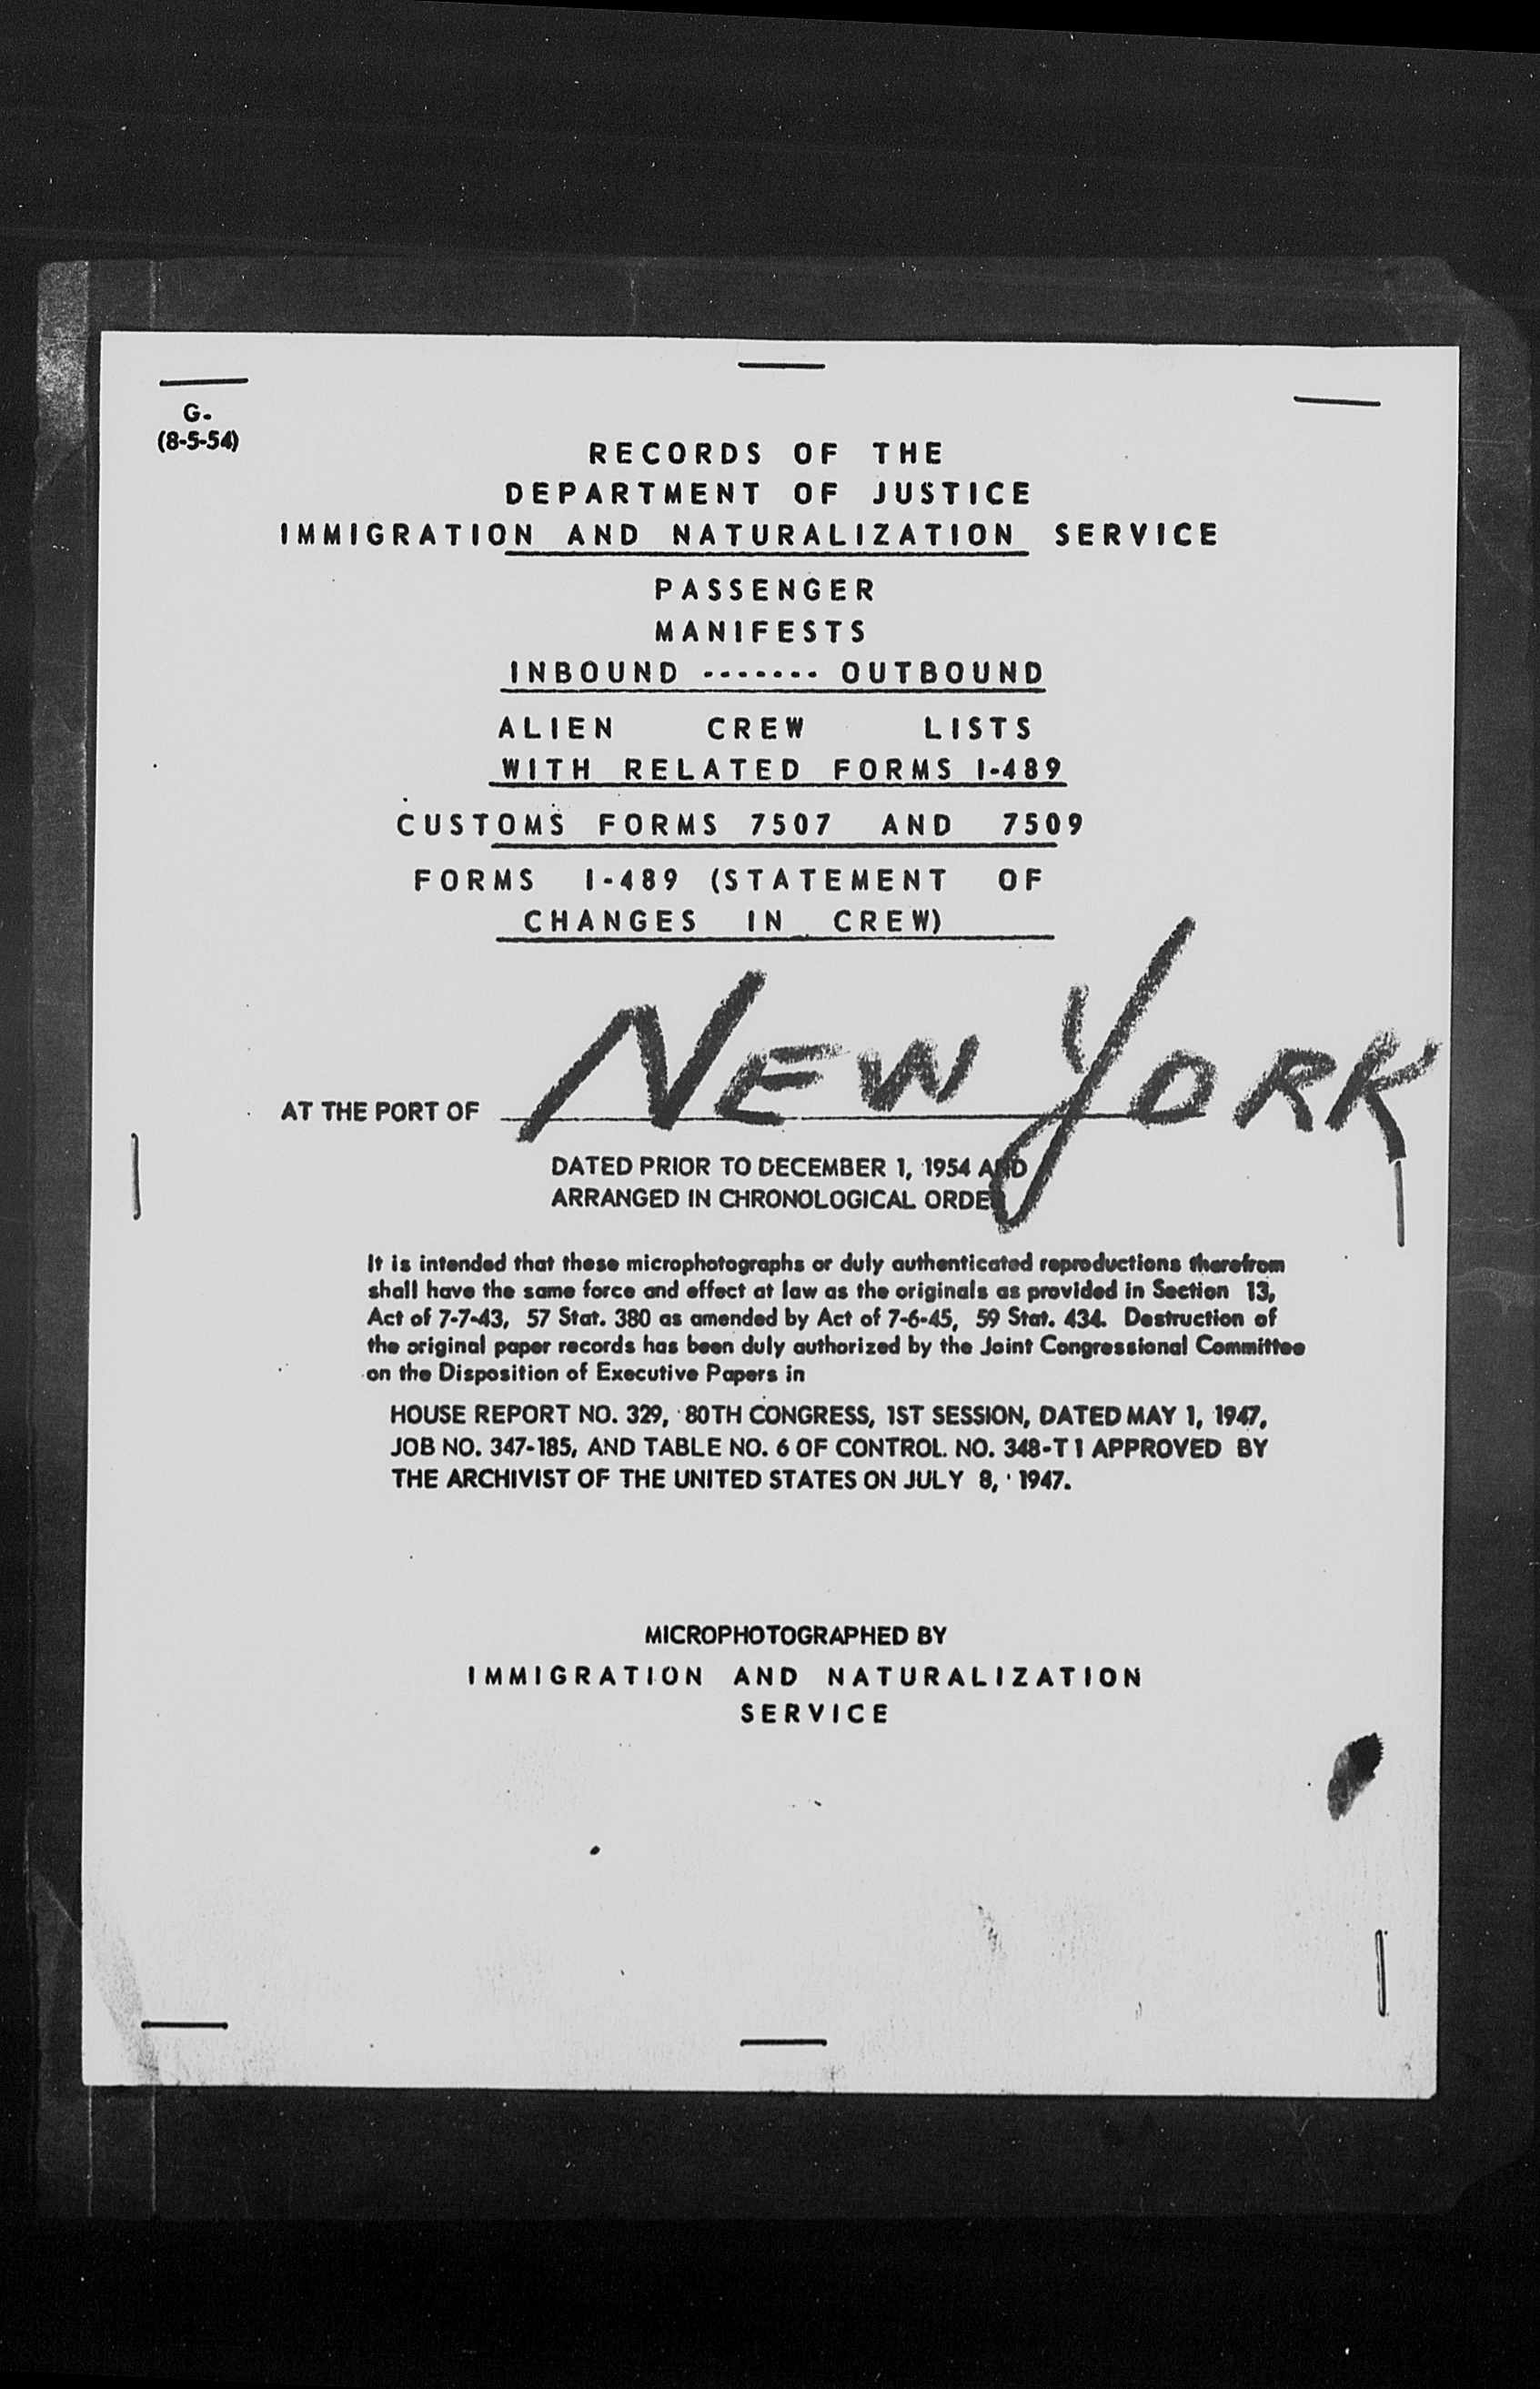 G-
(8-5-54)
RECORDS OF THE
DEPARTMENT OF JUSTICE
IMMIGRATION AND NATURALIZATION SERVICE
PASSENGER
MANIFESTS
INBOUND ------- OUTBOUND
ALIEN CREW LISTS
WITH RELATED FORMS I-489
CUSTOMS FORMS 7507 AND 7509
FORMS I-489 (STATEMENT OF
CHANGES IN CREW)
AT THE PORT OF NEW YORK
DATED PRIOR TO DECEMBER 1, 1954 AND
ARRANGED IN CHRONOLOGICAL ORDER
It is intended that these microphotographs or duly authenticated reproductions therefrom
shall have the same force and effect at law as the originals as provided in Section 13,
Act of 7-7-43, 57 Stat. 380 as amended by Act of 7-6-45, 59 Stat. 434. Destruction of
the original paper records has been duly authorized by the Joint Congressional Committee
on the Disposition of Executive Papers in
HOUSE REPORT NO. 329, 80TH CONGRESS, 1ST SESSION, DATED MAY 1, 1947,
JOB NO. 347-185, AND TABLE NO. 6 OF CONTROL NO. 348-T1 APPROVED BY
THE ARCHIVIST OF THE UNITED STATES ON JULY 8, 1947.
MICROPHOTOGRAPHED BY
IMMIGRATION AND NATURALIZATION
SERVICE